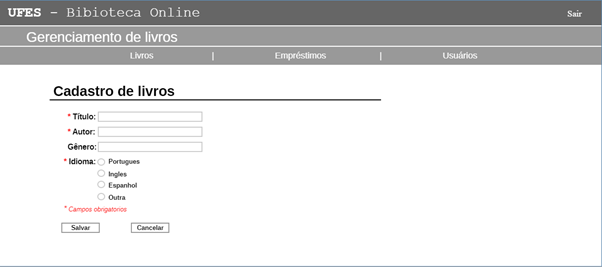 UFES - Bibioteca Online
Sair
Gerenciamento de livros
Livros | Empréstimos | Usuários
Cadastro de livros
* Título:
* Autor:
Gênero:
* Idioma: Portugues
Ingles
Espanhol
Outra
* Campos obrigatorios
Salvar Cancelar